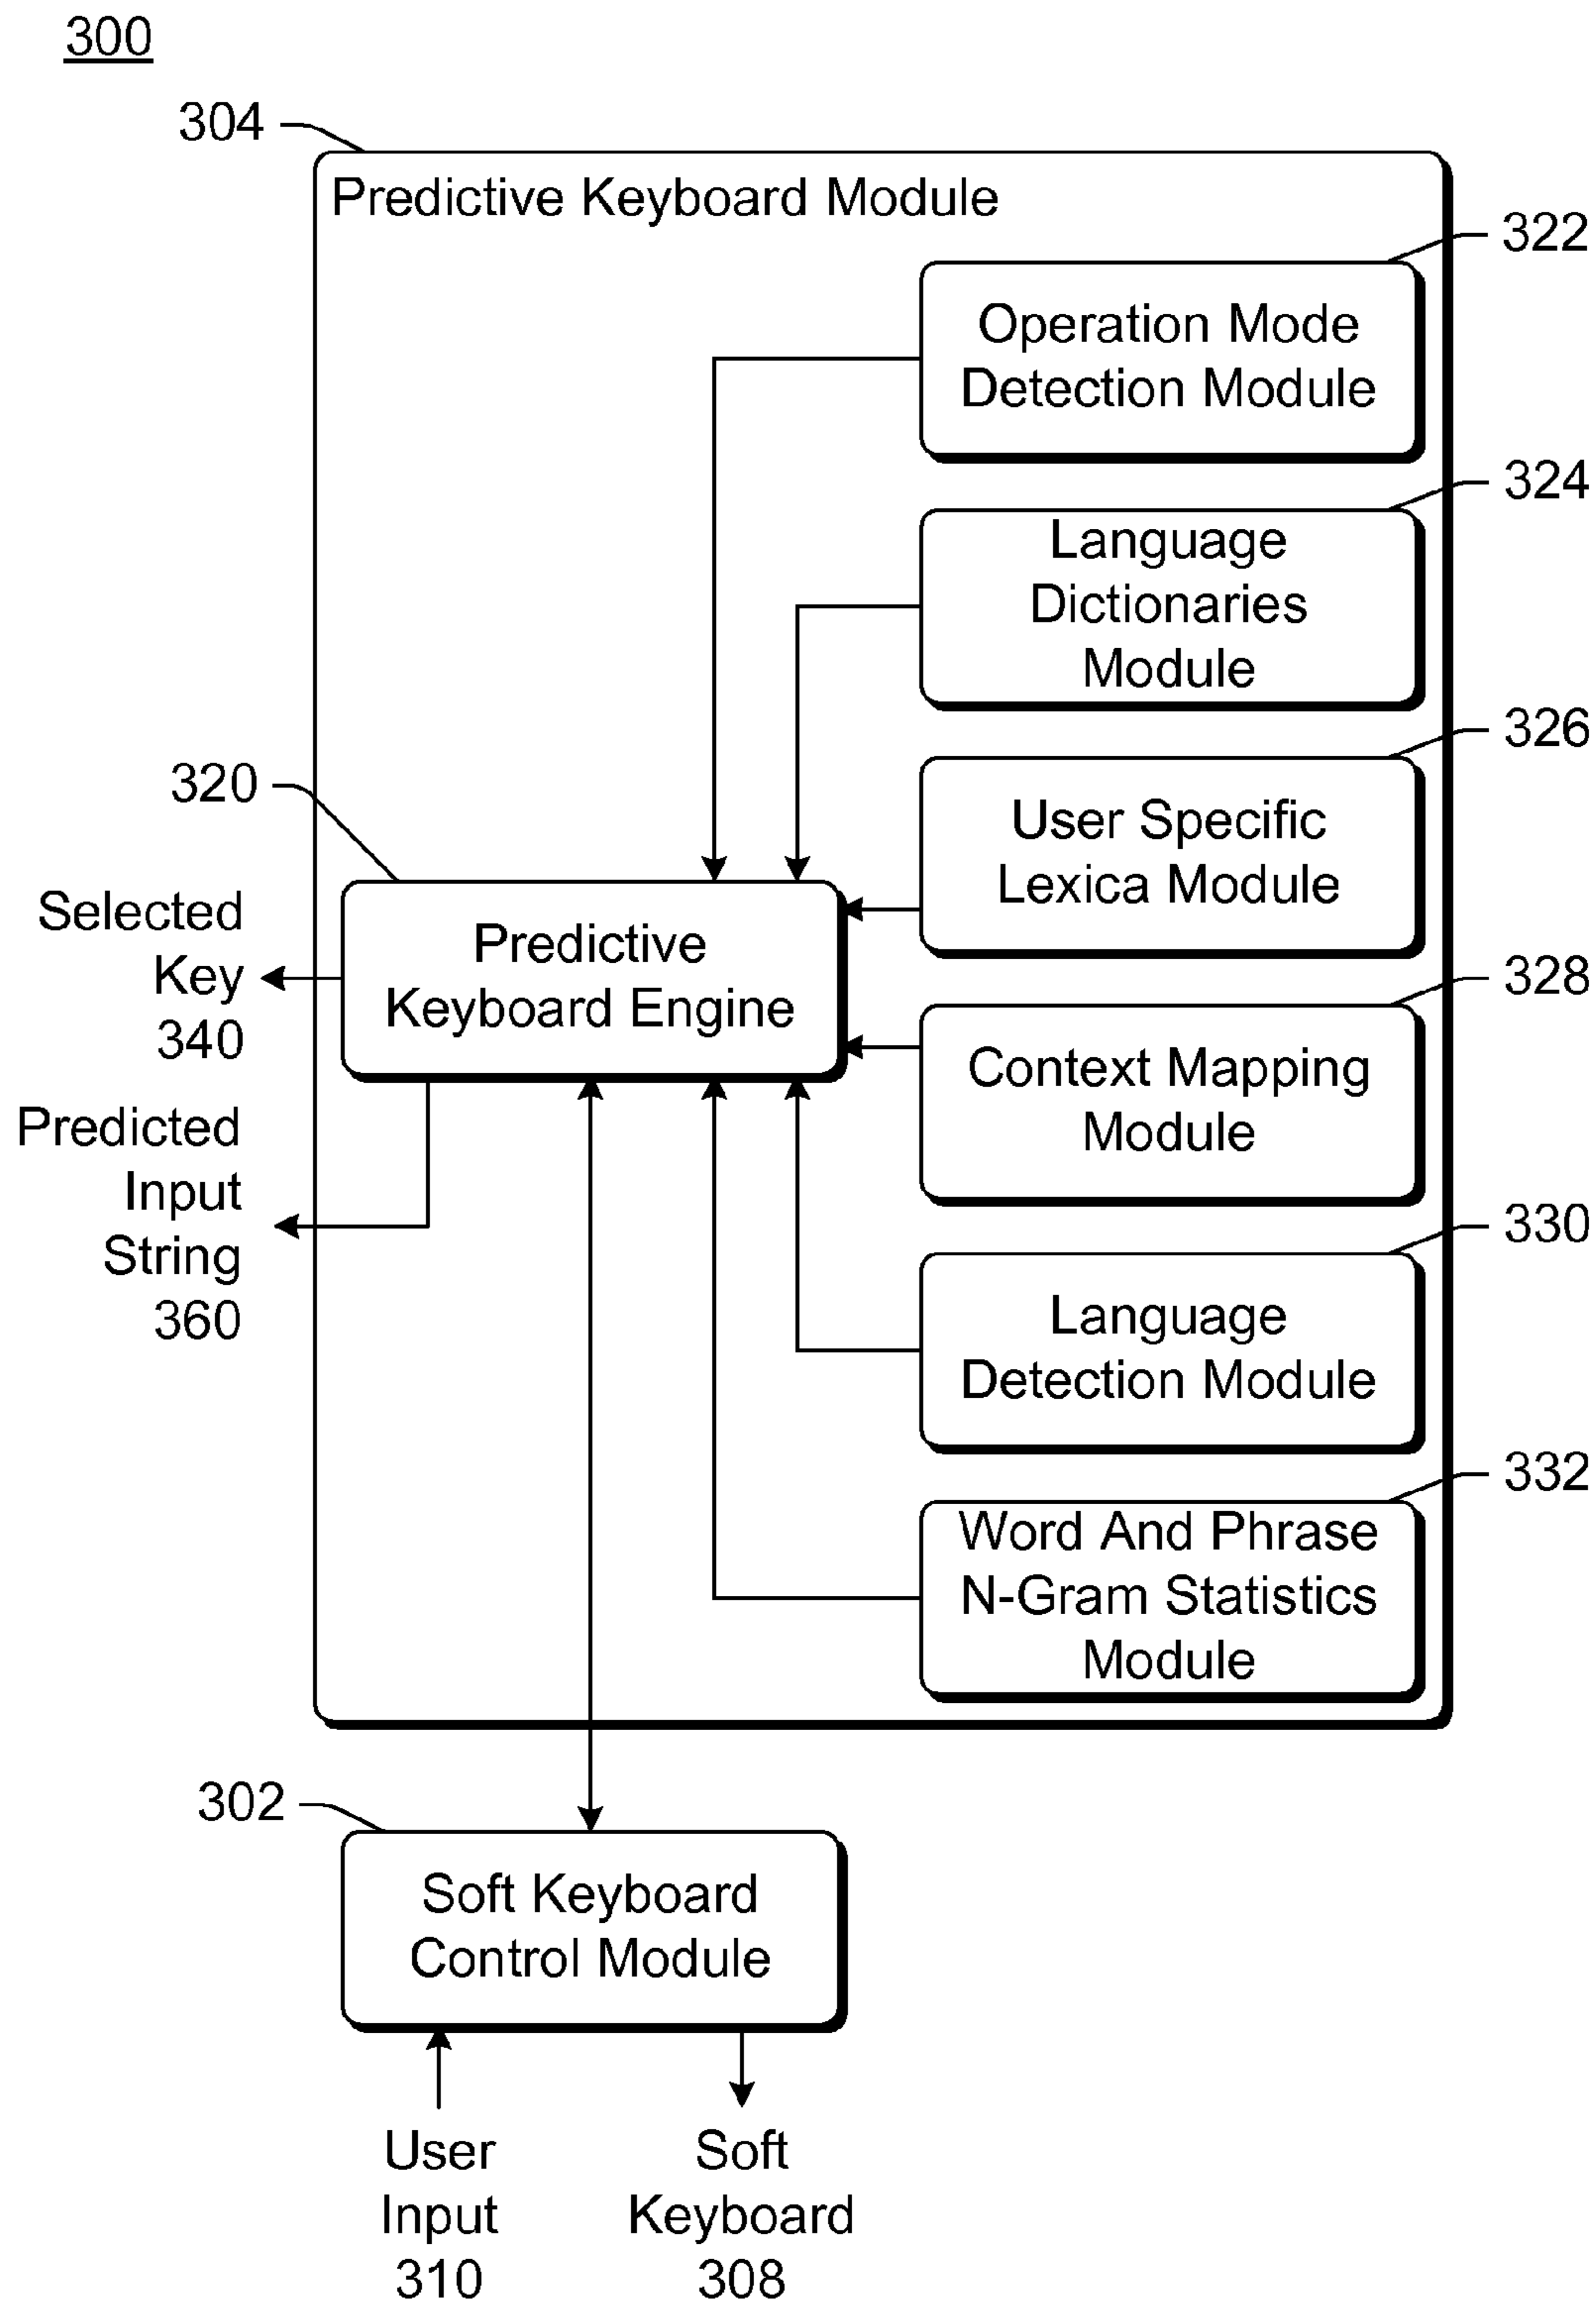 300
304
Predictive Keyboard Module
322
Operation Mode
Detection Module
324
Language
Dictionaries
Module
326
User Specific
Lexica Module
320
Predictive
Keyboard Engine
Selected
Key
340
328
Context Mapping
Module
Predicted
Input
String
360
330
Language
Detection Module
332
Word And Phrase
N-Gram Statistics
Module
302
Soft Keyboard
Control Module
User
Input
310
Soft
Keyboard
308